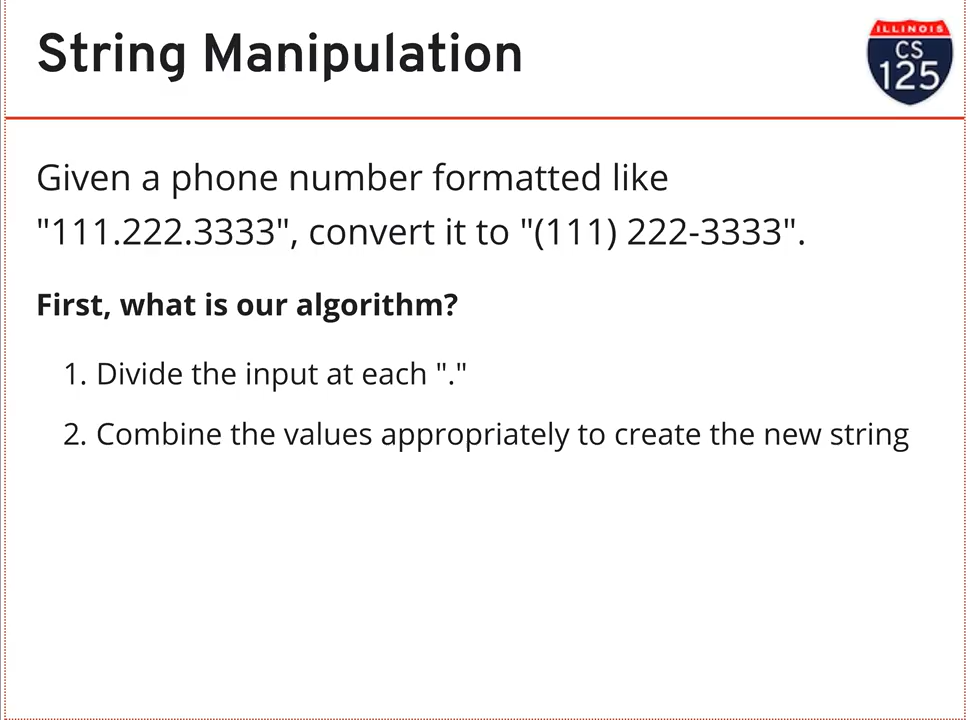 String Manipulation
ILLINOIS
CS
125
Given a phone number formatted like
"111.222.3333", convert it to "(111) 222-3333".
First, what is our algorithm?
1. Divide the input at each "."
2. Combine the values appropriately to create the new string